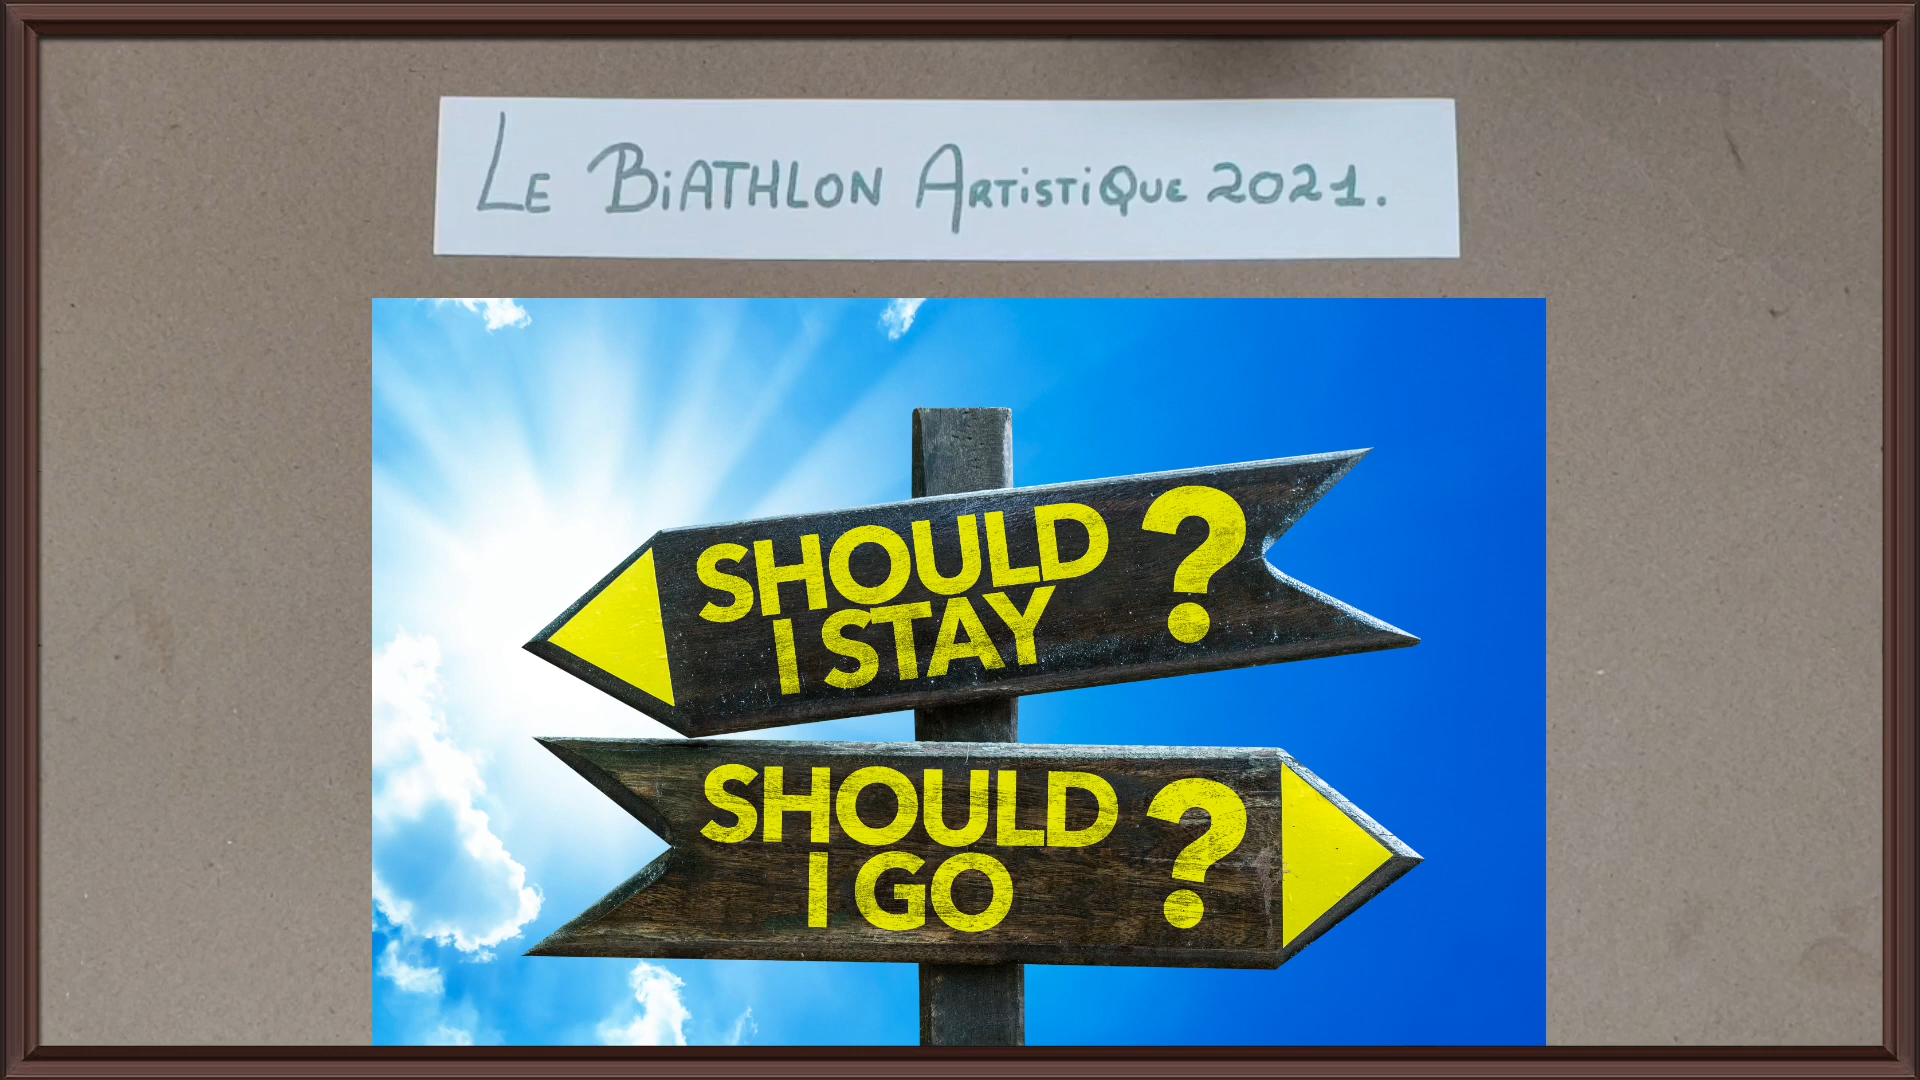 LE BiATHLON ARTiSTiQUE 2021.
SHOULD
I STAY ?
SHOULD
I GO ?